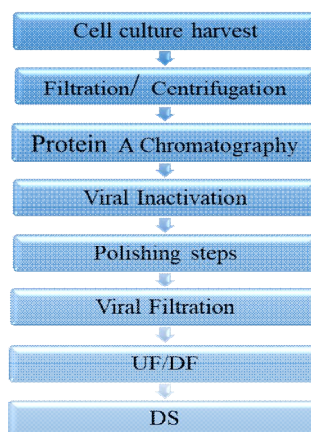 Cell culture harvest
Filtration/ Centrifugation
Protein A Chromatography
Viral Inactivation
Polishing steps
Viral Filtration
UF/DF
DS